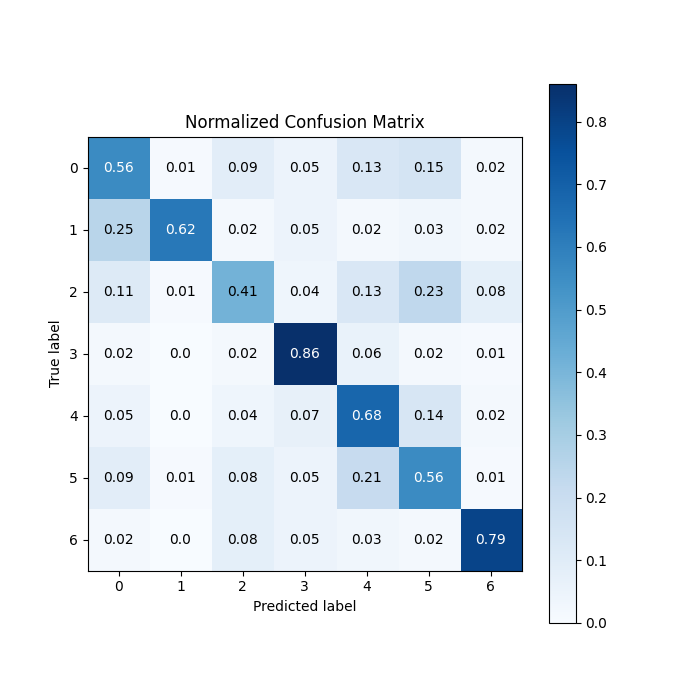 Normalized Confusion Matrix
0 0.56 0.01 0.09 0.05 0.13 0.15 0.02
1 0.25 0.62 0.02 0.05 0.02 0.03 0.02
2 0.11 0.01 0.41 0.04 0.13 0.23 0.08
3 0.02 0.0 0.02 0.86 0.06 0.02 0.01
4 0.05 0.0 0.04 0.07 0.68 0.14 0.02
5 0.09 0.01 0.08 0.05 0.21 0.56 0.01
6 0.02 0.0 0.08 0.05 0.03 0.02 0.79
0 1 2 3 4 5 6
Predicted label
True label
0.8
0.7
0.6
0.5
0.4
0.3
0.2
0.1
0.0